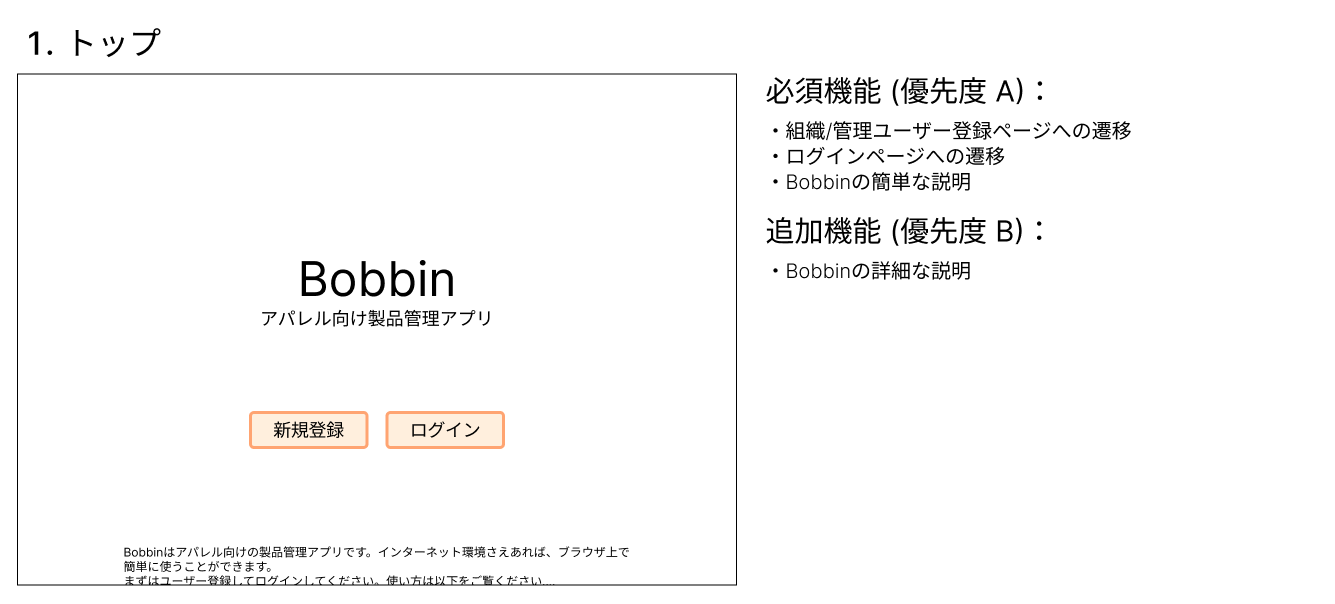 1. トップ
Bobbin
アパレル向け製品管理アプリ
新規登録
ログイン
Bobbinはアパレル向けの製品管理アプリです。インターネット環境さえあれば、ブラウザ上で
簡単に使うことができます。
まずはユーザー登録してログインしてください。使い方は以下をご覧ください...
必須機能 (優先度 A)：
・組織/管理ユーザー登録ページへの遷移
・ログインページへの遷移
・Bobbinの簡単な説明
追加機能 (優先度 B)：
・Bobbinの詳細な説明